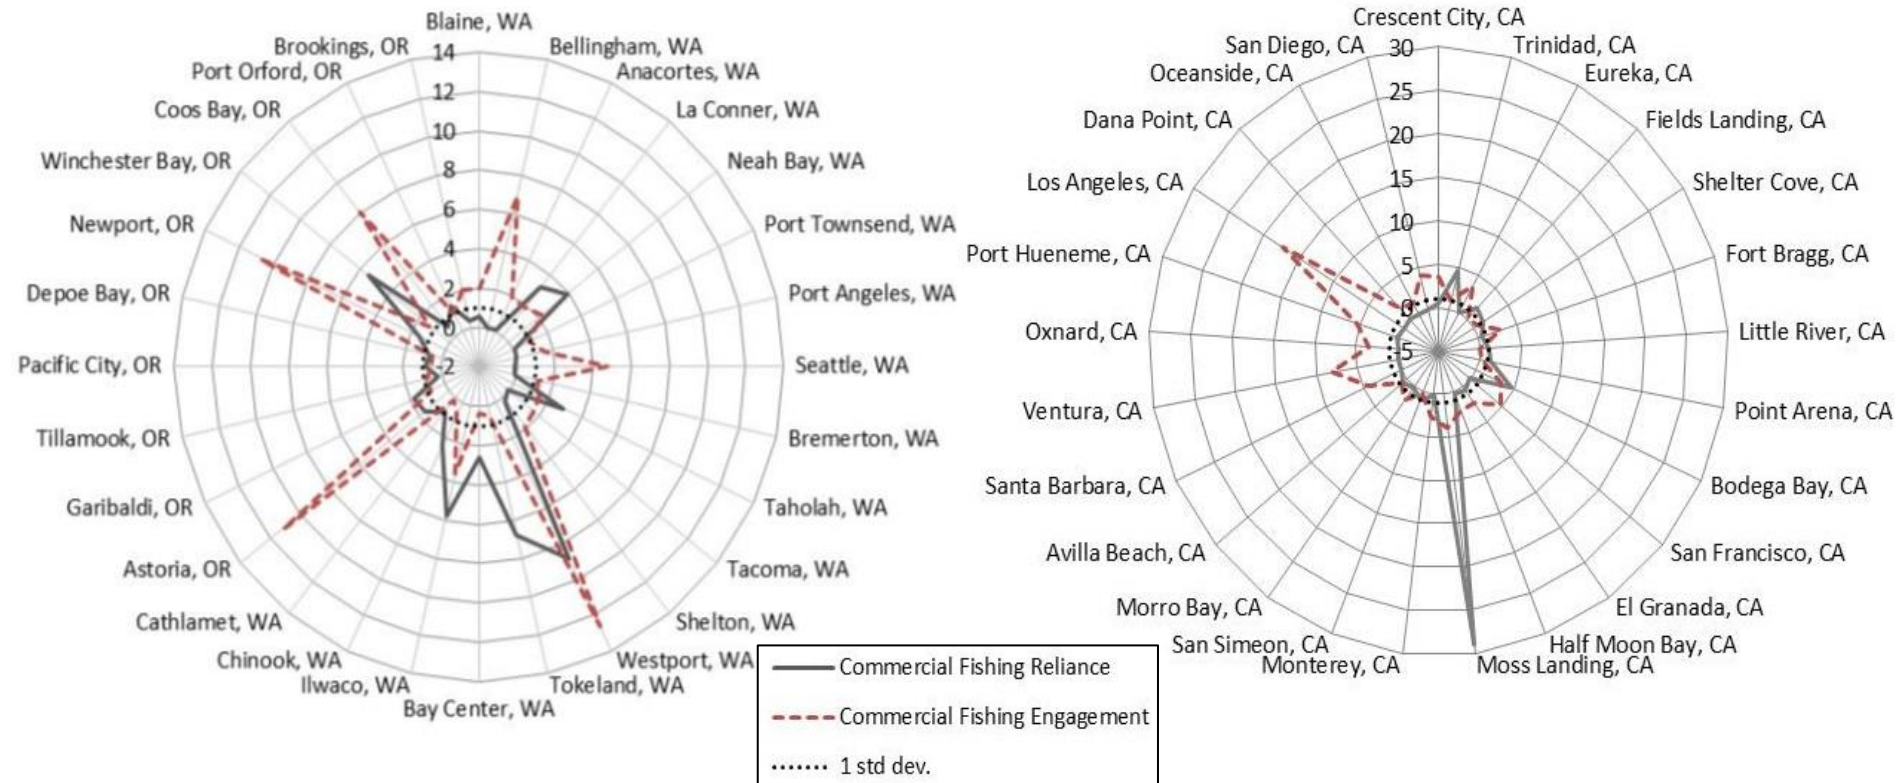 Blaine, WA
Bellingham, WA
Anacortes, WA
La Conner, WA
Neah Bay, WA
Port Townsend, WA
Port Angeles, WA
Seattle, WA
Bremerton, WA
Taholah, WA
Tacoma, WA
Shelton, WA
Westport, WA
Tokeland, WA
Bay Center, WA
Ilwaco, WA
Chinook, WA
Cathlamet, WA
Astoria, OR
Garibaldi, OR
Tillamook, OR
Pacific City, OR
Depoe Bay, OR
Newport, OR
Winchester Bay, OR
Coos Bay, OR
Port Orford, OR
Brookings, OR
14
12
10
8
6
4
2
0
-2
Crescent City, CA
Trinidad, CA
Eureka, CA
Fields Landing, CA
Shelter Cove, CA
Fort Bragg, CA
Little River, CA
Point Arena, CA
Bodega Bay, CA
San Francisco, CA
El Granada, CA
Half Moon Bay, CA
Moss Landing, CA
Monterey, CA
San Simeon, CA
Morro Bay, CA
Avilla Beach, CA
Santa Barbara, CA
Ventura, CA
Oxnard, CA
Port Hueneme, CA
Los Angeles, CA
Dana Point, CA
Oceanside, CA
San Diego, CA
30
25
20
15
10
5
0
-5
Commercial Fishing Reliance
Commercial Fishing Engagement
1 std dev.